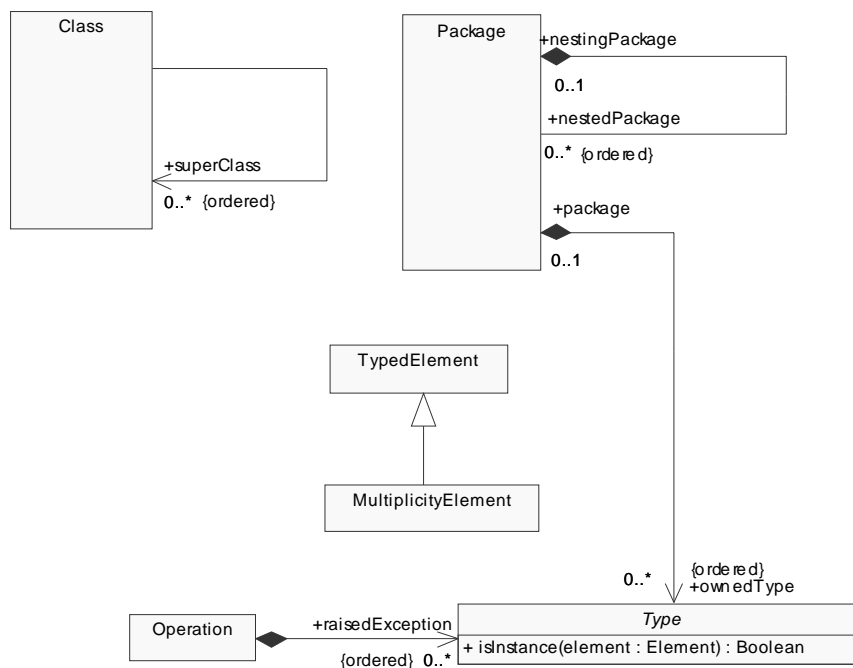 Class
+superClass
0..* {ordered}
Package
+nestingPackage
0..1
+nestedPackage
0..* {ordered}
+package
0..1
TypedElement
MultiplicityElement
0..* {ordered}
+ownedType
Operation
+raisedException
{ordered} 0..*
Type
+ isInstance(element : Element) : Boolean